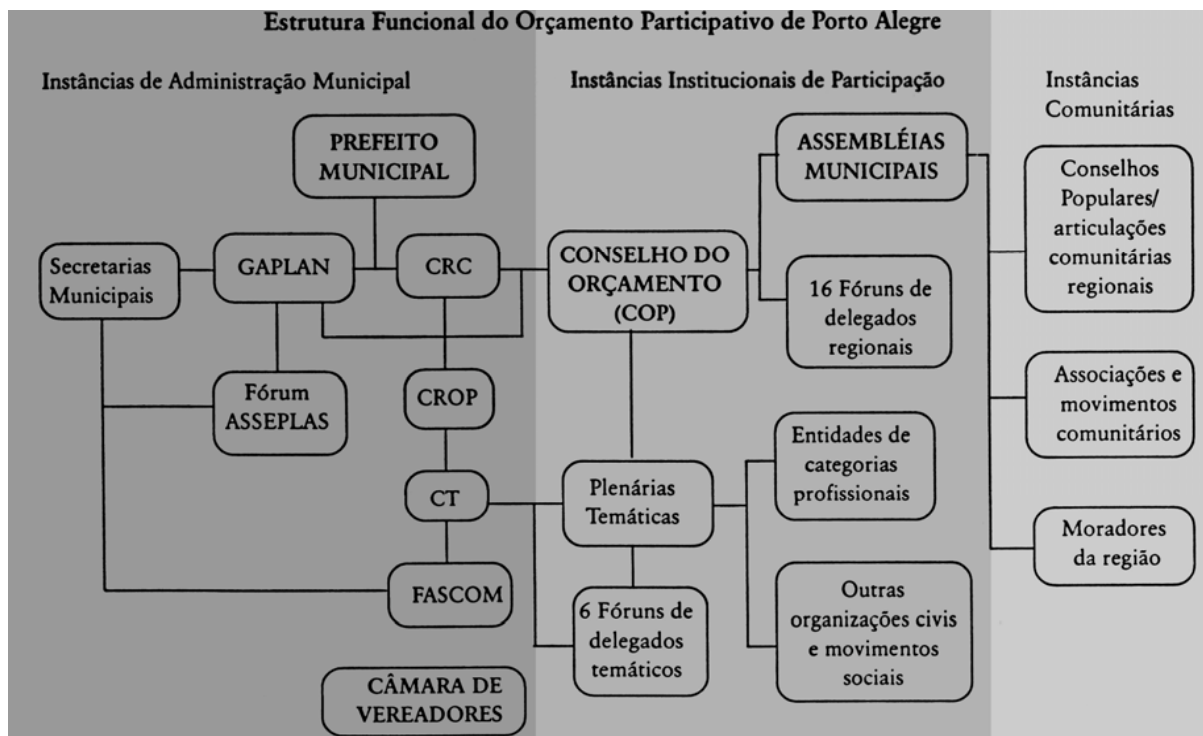 Estrutura Funcional do Orçamento Participativo de Porto Alegre
Instâncias de Administração Municipal
PREFEITO
MUNICIPAL
Secretarias
Municipais
GAPLAN
CRC
Fórum
ASSEPLAS
CROP
CT
FASCOM
CÂMARA DE
VEREADORES
Instâncias Institucionais de Participação
ASSEMBLÉIAS
MUNICIPAIS
CONSELHO DO
ORÇAMENTO
(COP)
16 Fóruns de
delegados
regionais
Entidades de
categorias
profissionais
Plenárias
Temáticas
6 Fóruns de
delegados
temáticos
Outras
organizações civis
e movimentos
sociais
Instâncias
Comunitárias
Conselhos
Populares/
articulações
comunitárias
regionais
Associações e
movimentos
comunitários
Moradores
da região